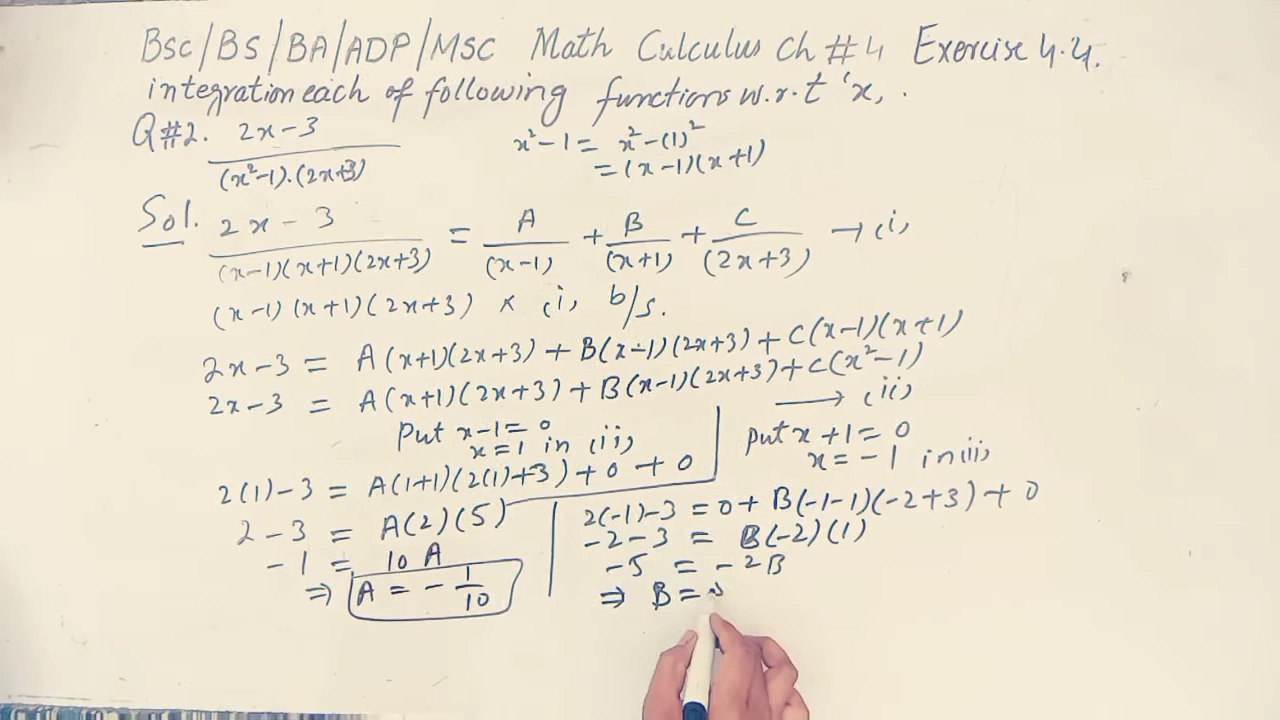 Bsc/BS/BA/ADP/MSC Math Calculus Ch #4 Exercise 4.4.
integration each of following functions w.r.t 'x,.
Q#2. 2x-3 / (x²-1).(2x+3)
x²-1 = x²-(1)²
=(x-1)(x+1)
Sol. 2x-3 / (x-1)(x+1)(2x+3) = A/(x-1) + B/(x+1) + C/(2x+3) → (i,
(x-1)(x+1)(2x+3) × (i, b/s.
2x-3 = A(x+1)(2x+3)+B(x-1)(2x+3)+C(x-1)(x+1)
2x-3 = A(x+1)(2x+3)+B(x-1)(2x+3)+C(x²-1)
→ (ii)
Put x-1=0
x=1 in (ii,
2(1)-3 = A(1+1)(2(1)+3)+0+0
2-3 = A(2)(5)
-1 = 10 A
⇒ A = -1/10
Put x+1=0
x=-1 in(ii,
2(-1)-3 = 0+B(-1-1)(-2+3)+0
-2-3 = B(-2)(1)
-5 = -2B
⇒ B=